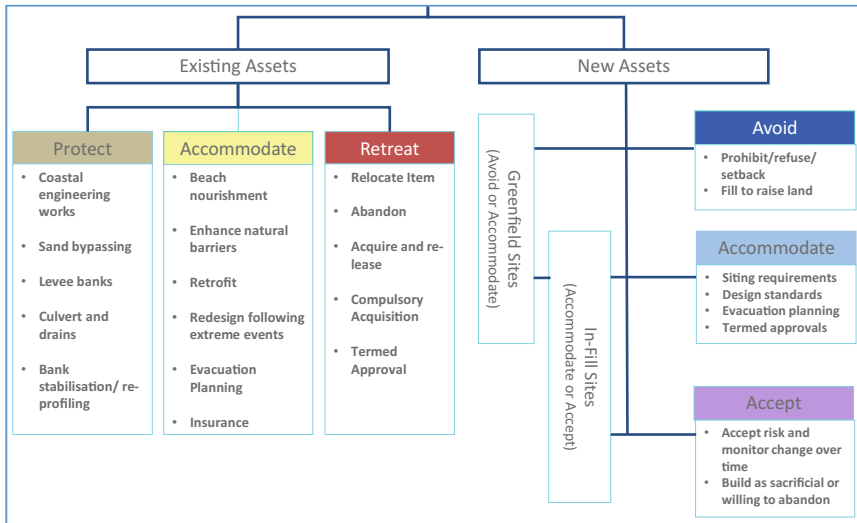 Existing Assets
New Assets
Protect
• Coastal
engineering
works
• Sand bypassing
• Levee banks
• Culvert and
drains
• Bank
stabilisation/ re-
profiling
Accommodate
• Beach
nourishment
• Enhance natural
barriers
• Retrofit
• Redesign following
extreme events
• Evacuation
Planning
• Insurance
Retreat
• Relocate Item
• Abandon
• Acquire and re-
lease
• Compulsory
Acquisition
• Termed
Approval
Greenfield Sites
(Avoid or Accommodate)
In-Fill Sites
(Accommodate or Accept)
Avoid
• Prohibit/refuse/
setback
• Fill to raise land
Accommodate
• Siting requirements
• Design standards
• Evacuation planning
• Termed approvals
Accept
• Accept risk and
monitor change over
time
• Build as sacrificial or
willing to abandon